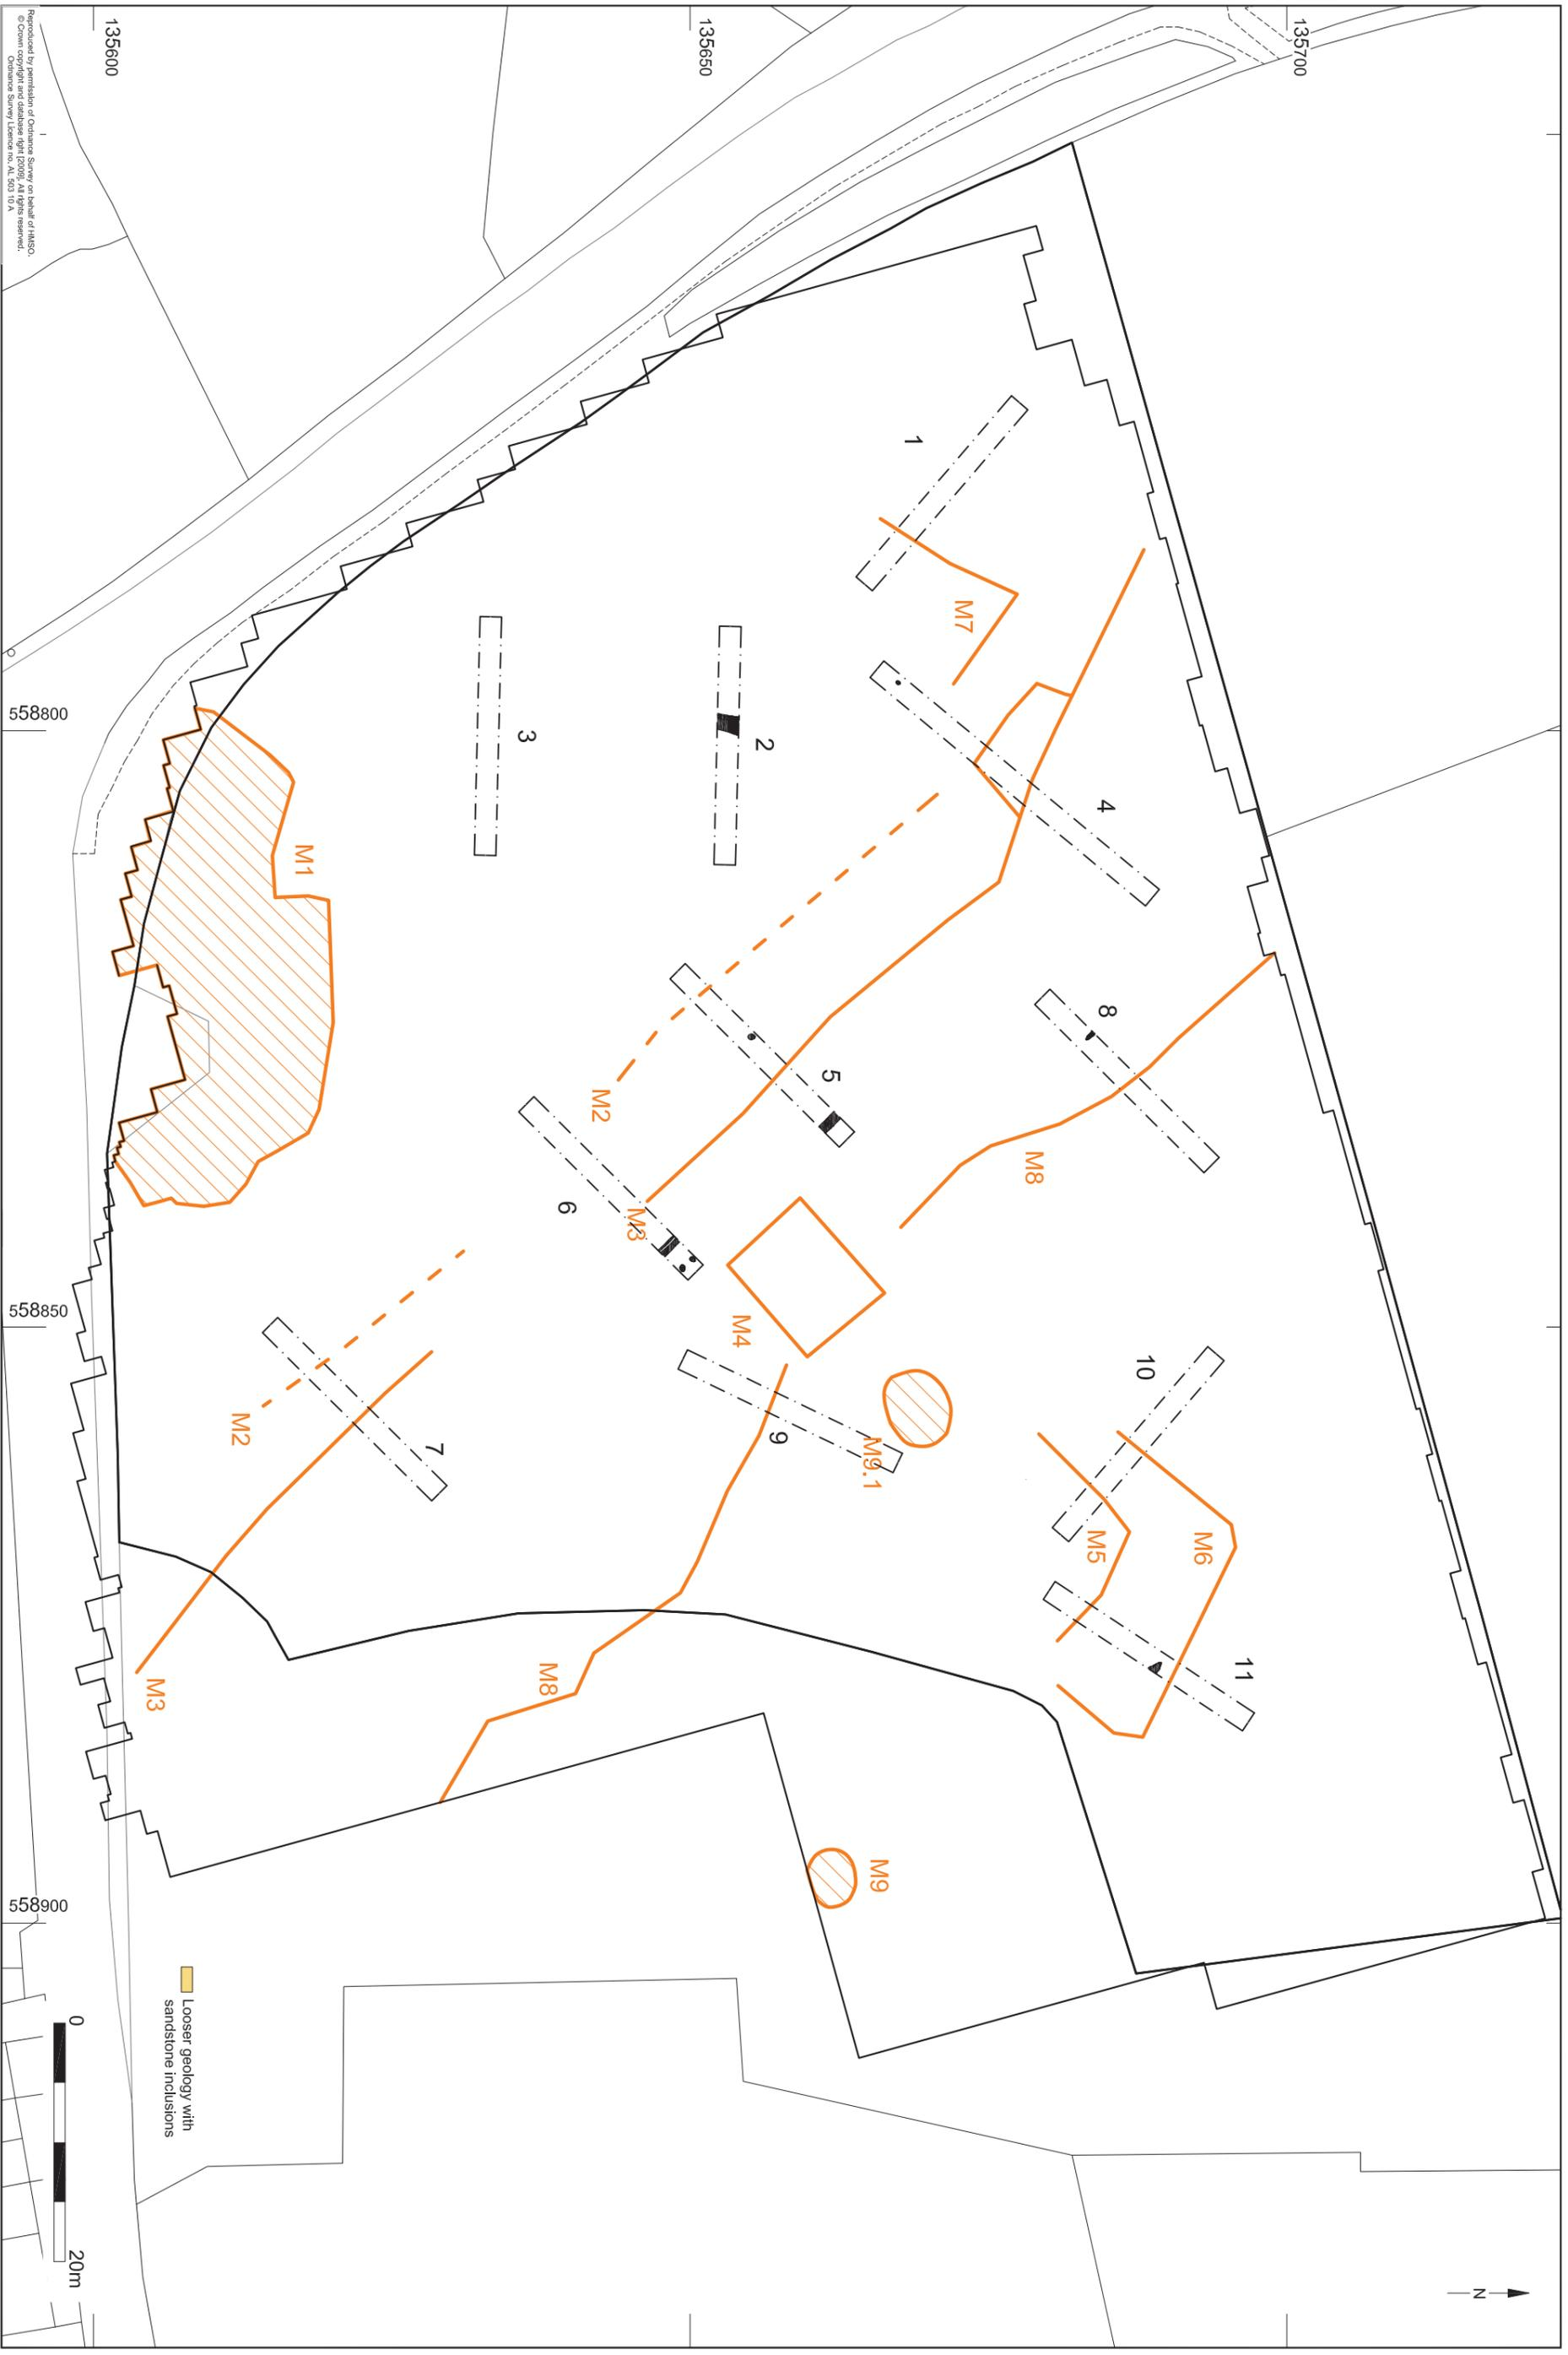 Reproduced by permission of Ordnance Survey on behalf of HMSO.
© Crown copyright and database right [2009]. All rights reserved.
Ordnance Survey Licence no. AL 503 10 A
135600
135650
135700
558800
558850
558900
1
2
3
4
5
6
7
8
9
10
11
M1
M2
M2
M3
M3
M4
M5
M6
M7
M8
M8
M9
M9.1
Looser geology with
sandstone inclusions
0
20m
N